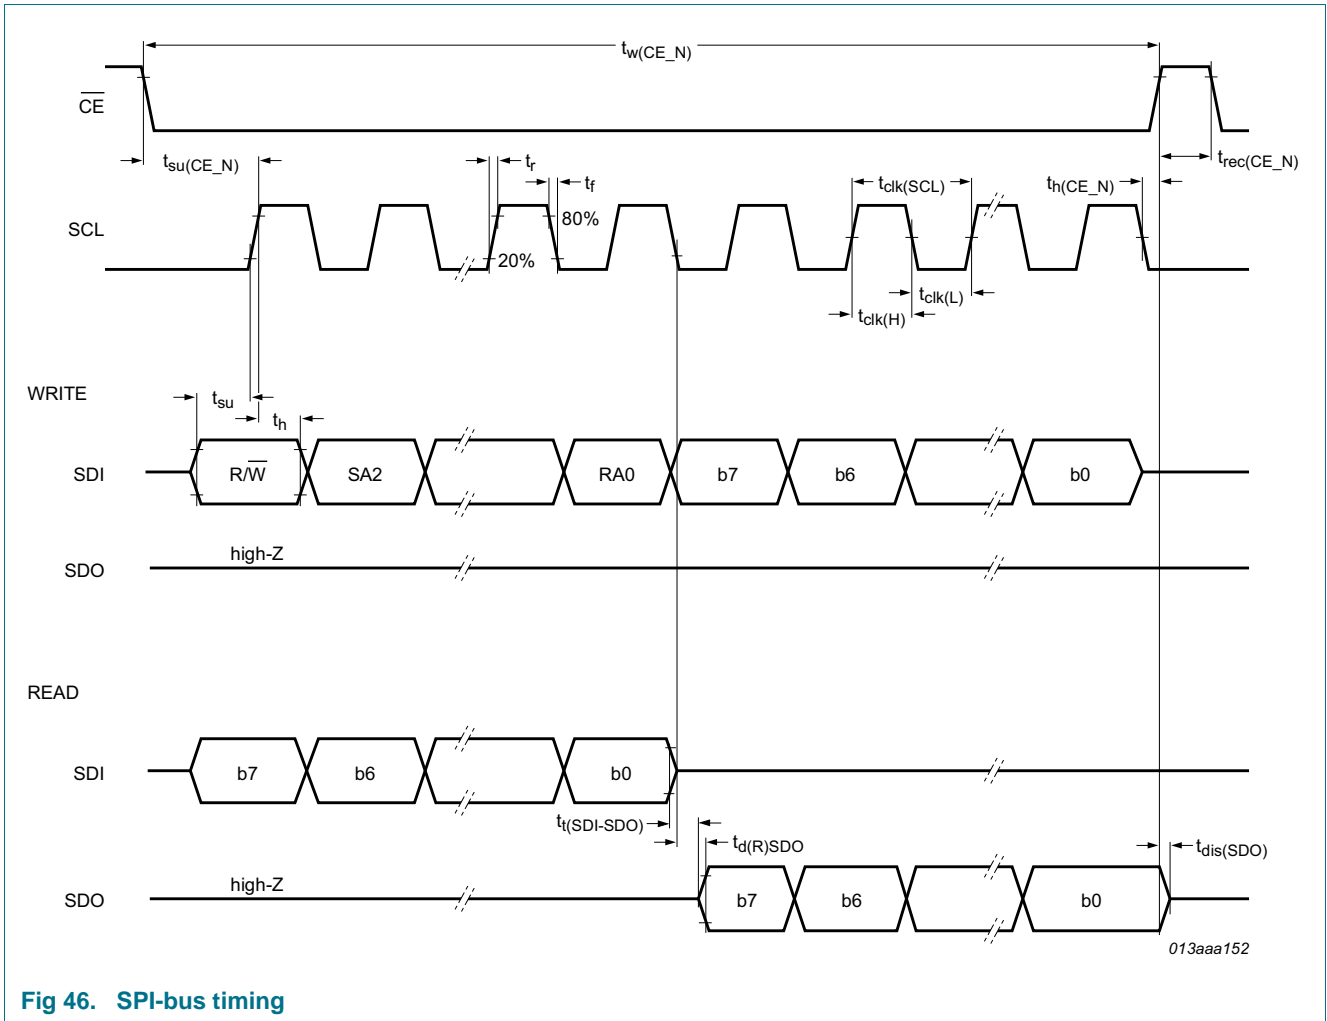 tw(CE_N)
CE
tsu(CE_N)
tr
tf
tclk(SCL)
th(CE_N)
trec(CE_N)
SCL
80%
20%
tclk(L)
tclk(H)
WRITE
tsu
th
SDI
R/W̅
SA2
RA0
b7
b6
b0
SDO
high-Z
READ
SDI
b7
b6
b0
tt(SDI-SDO)
td(R)SDO
tdis(SDO)
SDO
high-Z
b7
b6
b0
013aaa152
Fig 46. SPI-bus timing